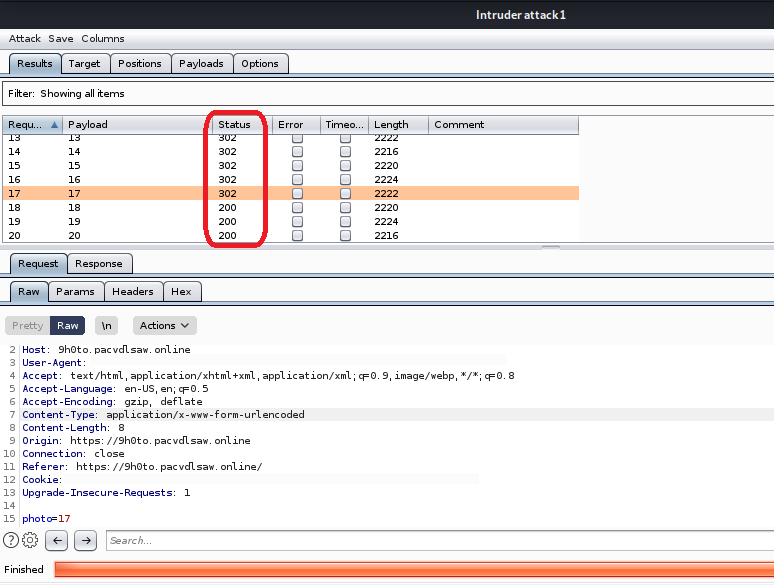 Intruder attack1
Attack Save Columns
Results Target Positions Payloads Options
Filter: Showing all items
Requ... Payload Status Error Timeo... Length Comment
13 13 302 2222
14 14 302 2216
15 15 302 2220
16 16 302 2224
17 17 302 2222
18 18 200 2220
19 19 200 2224
20 20 200 2216
Request Response
Raw Params Headers Hex
Pretty Raw \n Actions
2 Host: 9h0to.pacvdlsaw.online
3 User-Agent:
4 Accept: text/html,application/xhtml+xml,application/xml;q=0.9,image/webp,*/*;q=0.8
5 Accept-Language: en-US,en;q=0.5
6 Accept-Encoding: gzip, deflate
7 Content-Type: application/x-www-form-urlencoded
8 Content-Length: 8
9 Origin: https://9h0to.pacvdlsaw.online
10 Connection: close
11 Referer: https://9h0to.pacvdlsaw.online/
12 Cookie:
13 Upgrade-Insecure-Requests: 1
14
15 photo=17
? Search...
Finished